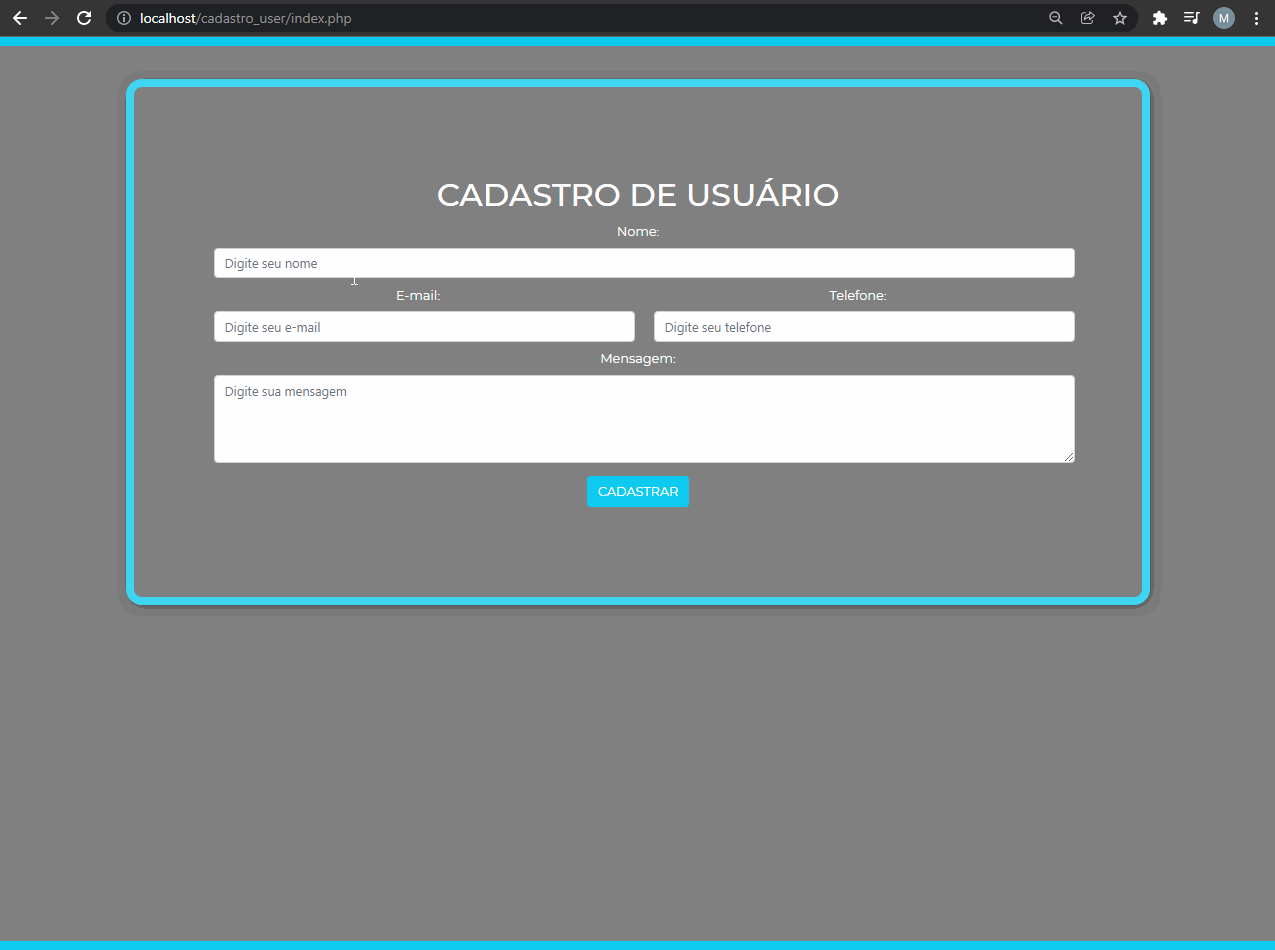 localhost/cadastro_user/index.php
M
CADASTRO DE USUÁRIO
Nome:
Digite seu nome
E-mail:
Telefone:
Digite seu e-mail
Digite seu telefone
Mensagem:
Digite sua mensagem
CADASTRAR